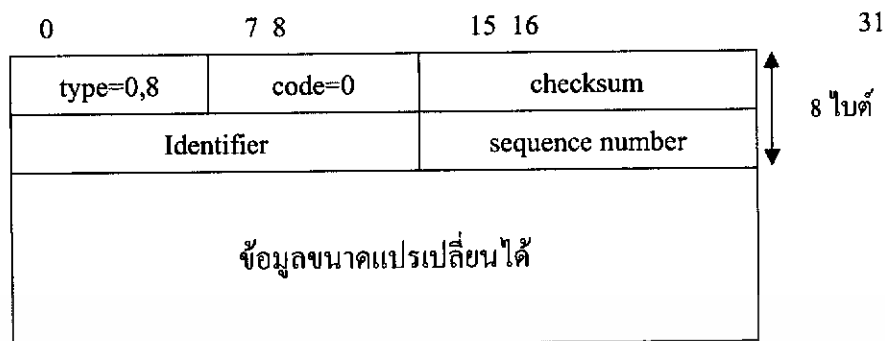 0 7 8 15 16 31
type=0,8 code=0 checksum
8 ไบต์
Identifier sequence number
ข้อมูลขนาดแปรเปลี่ยนได้